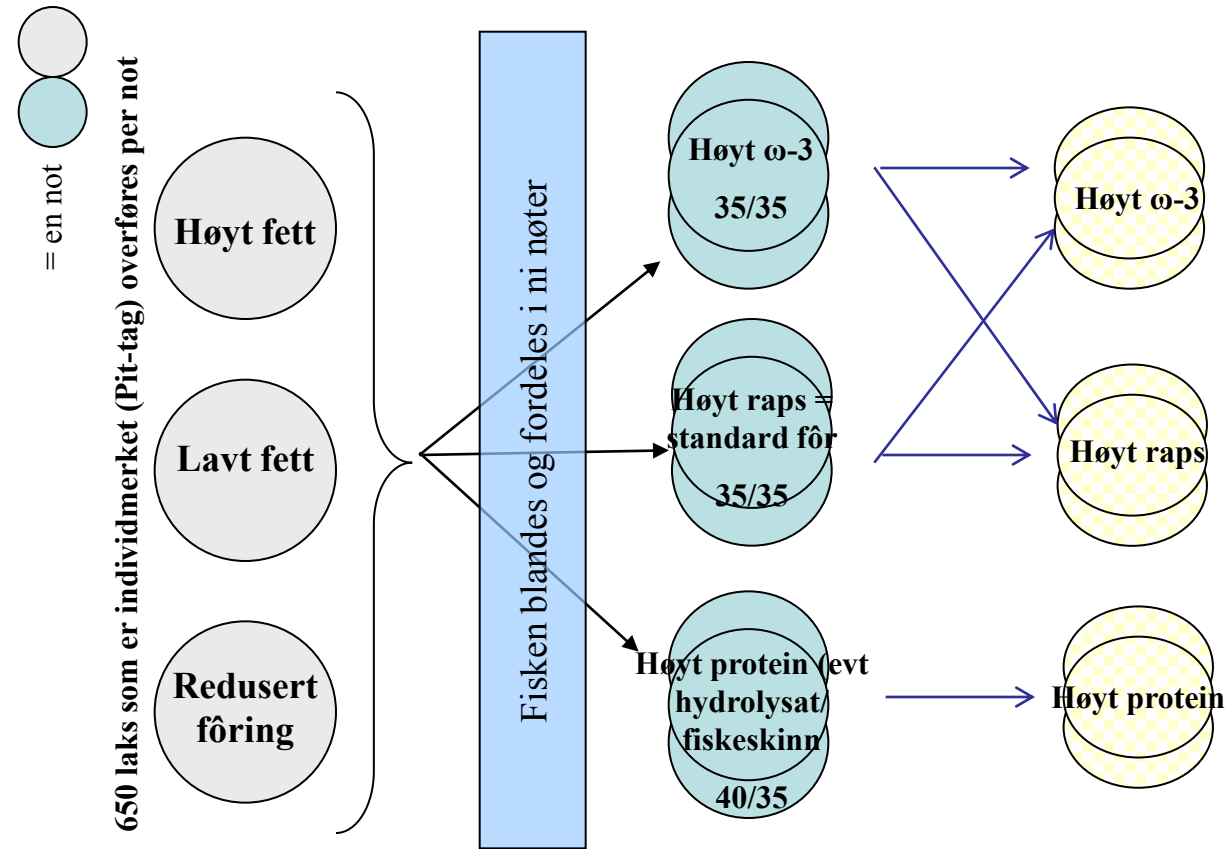 = en not
650 laks som er individmerket (Pit-tag) overføres per not
Høyt fett
Lavt fett
Redusert
fôring
Fisken blandes og fordeles i ni nøter
Høyt ω-3
35/35
Høyt raps =
standard fôr
35/35
Høyt protein (evt
hydrolysat/
fiskeskinn
40/35
Høyt ω-3
Høyt raps
Høyt protein